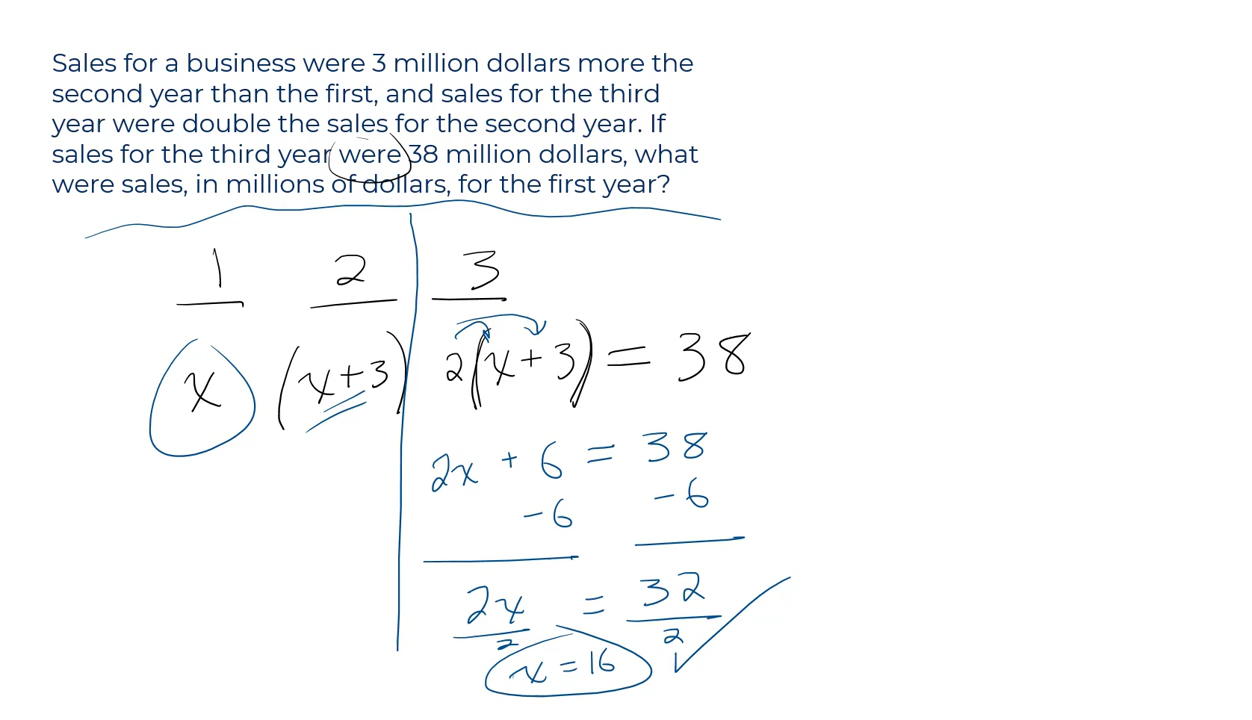 Sales for a business were 3 million dollars more the
second year than the first, and sales for the third
year were double the sales for the second year. If
sales for the third year were 38 million dollars, what
were sales, in millions of dollars, for the first year?
1 2 3
x (x+3) 2(x+3) = 38
2x + 6 = 38
-6 -6
2x = 32
2 2
x = 16